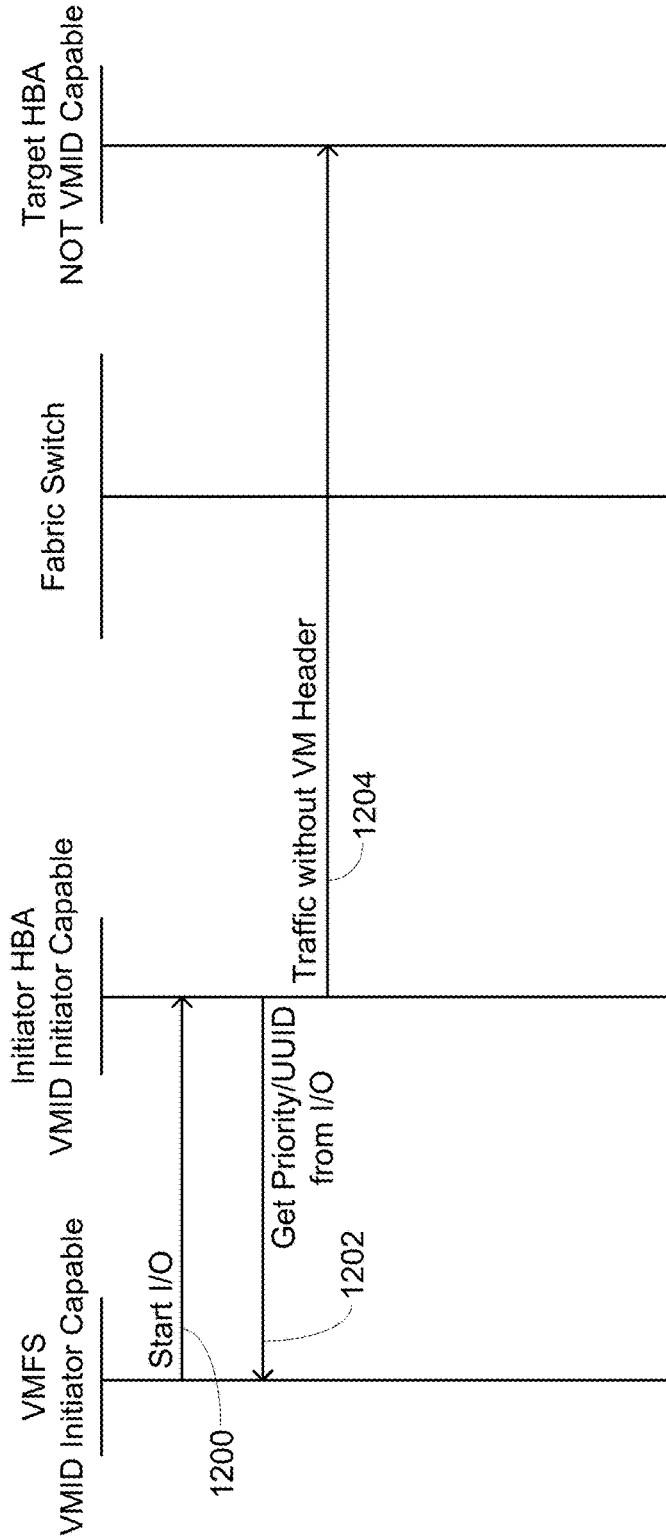 VMFS
VMID Initiator Capable
Initiator HBA
VMID Initiator Capable
Fabric Switch
Target HBA
NOT VMID Capable
Start I/O
1200
Get Priority/UUID
from I/O
1202
Traffic without VM Header
1204